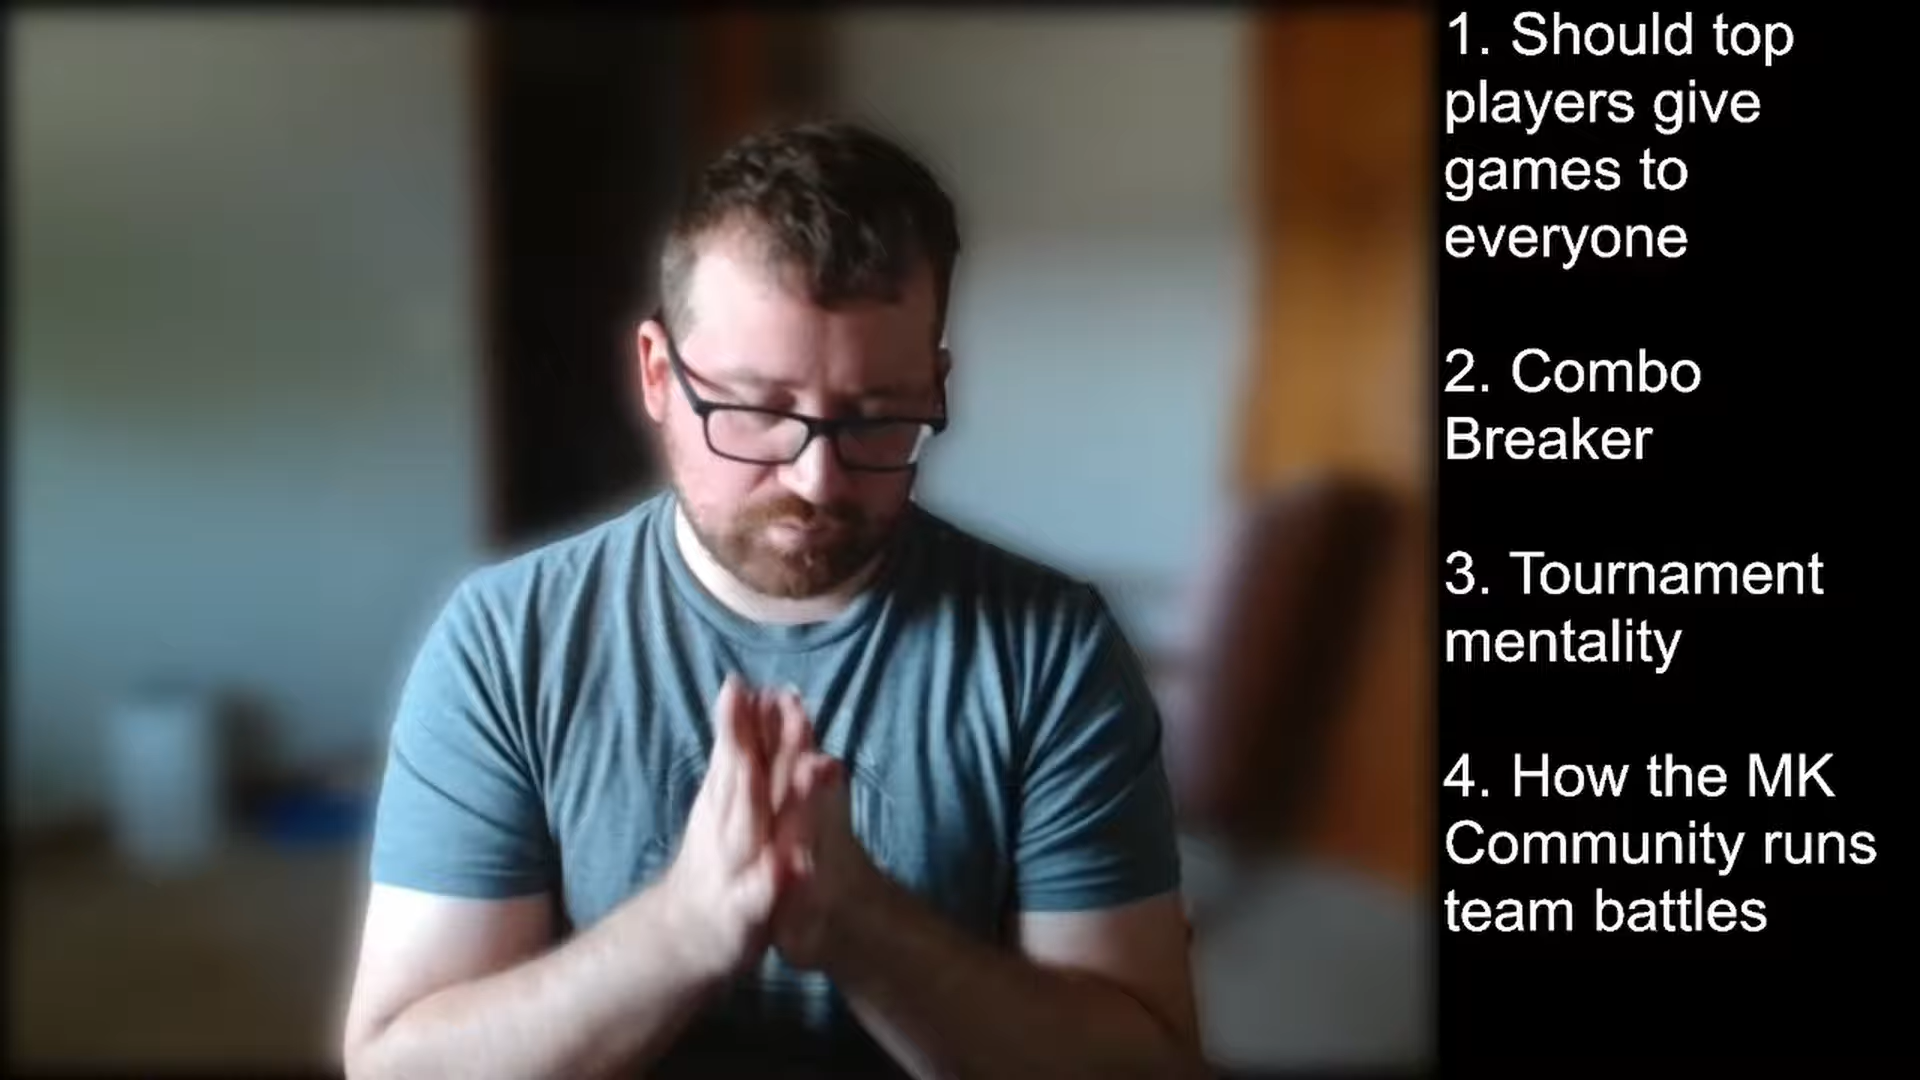 1. Should top
players give
games to
everyone
2. Combo
Breaker
3. Tournament
mentality
4. How the MK
Community runs
team battles